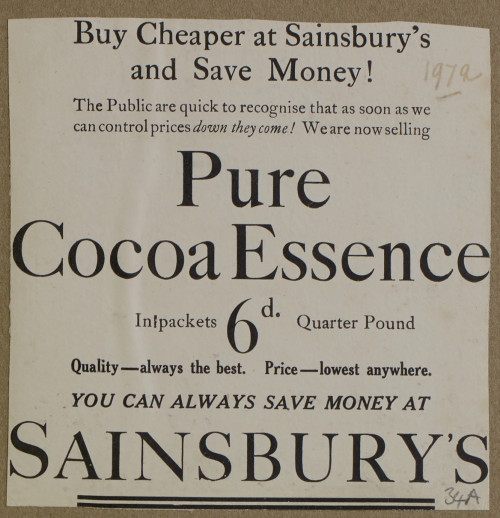 Buy Cheaper at Sainsbury's
and Save Money!
1979
The Public are quick to recognise that as soon as we
can control prices down they come! We are now selling
Pure
Cocoa Essence
In packets 6d. Quarter Pound
Quality—always the best. Price—lowest anywhere.
YOU CAN ALWAYS SAVE MONEY AT
SAINSBURY'S
34A